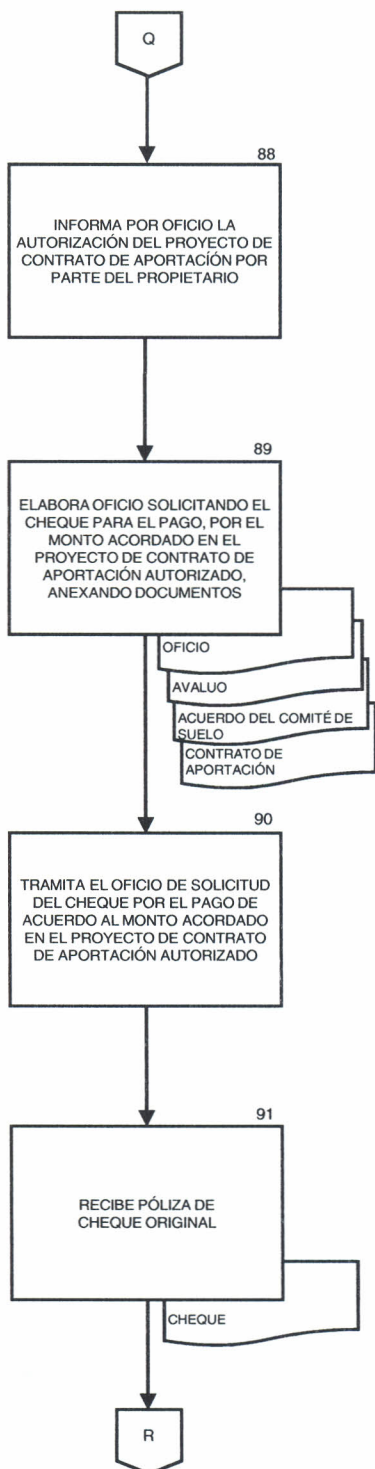 Q
88
INFORMA POR OFICIO LA
AUTORIZACIÓN DEL PROYECTO DE
CONTRATO DE APORTACÍÓN POR
PARTE DEL PROPIETARIO
89
ELABORA OFICIO SOLICITANDO EL
CHEQUE PARA EL PAGO, POR EL
MONTO ACORDADO EN EL
PROYECTO DE CONTRATO DE
APORTACIÓN AUTORIZADO,
ANEXANDO DOCUMENTOS
OFICIO
AVALUO
ACUERDO DEL COMITÉ DE
SUELO
CONTRATO DE
APORTACIÓN
90
TRAMITA EL OFICIO DE SOLICITUD
DEL CHEQUE POR EL PAGO DE
ACUERDO AL MONTO ACORDADO
EN EL PROYECTO DE CONTRATO
DE APORTACIÓN AUTORIZADO
91
RECIBE PÓLIZA DE
CHEQUE ORIGINAL
CHEQUE
R